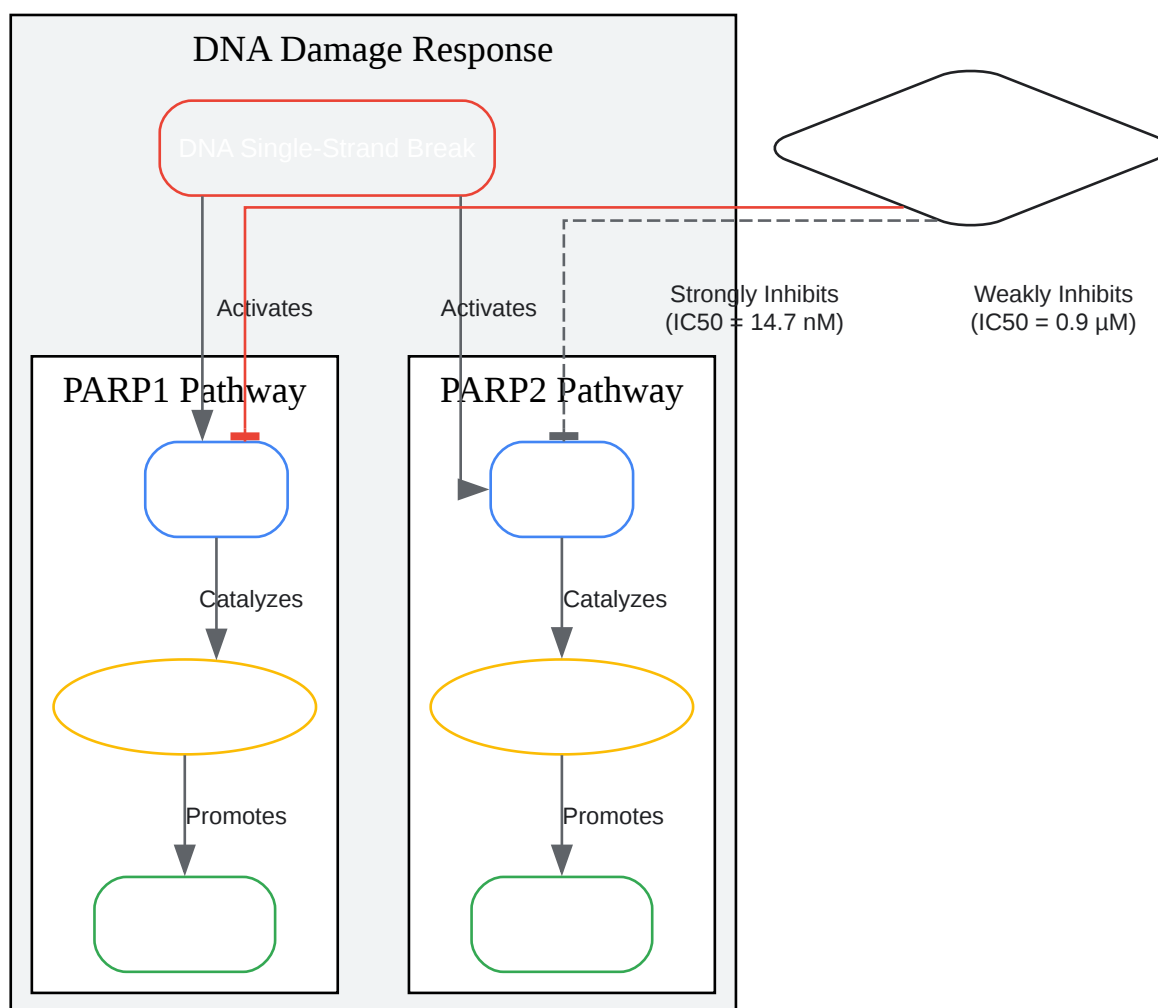 DNA Damage Response
DNA Single-Strand Break
Activates
Activates
Strongly Inhibits
(IC50 = 14.7 nM)
Weakly Inhibits
(IC50 = 0.9 µM)
PARP1 Pathway
PARP2 Pathway
Catalyzes
Catalyzes
Promotes
Promotes